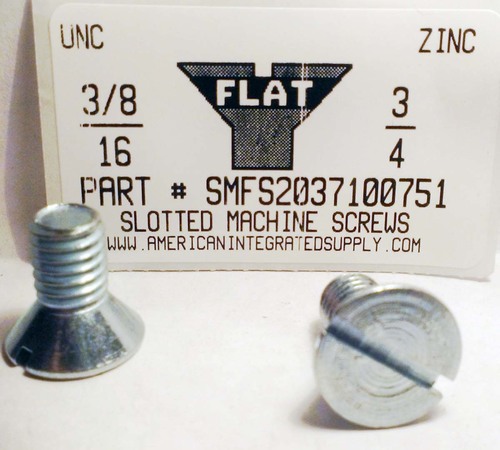 UNC ZINC
FLAT
3/8 3
16 4
PART # SMFS2037100751
SLOTTED MACHINE SCREWS
WWW.AMERICANINTEGRATEDSUPPLY.COM